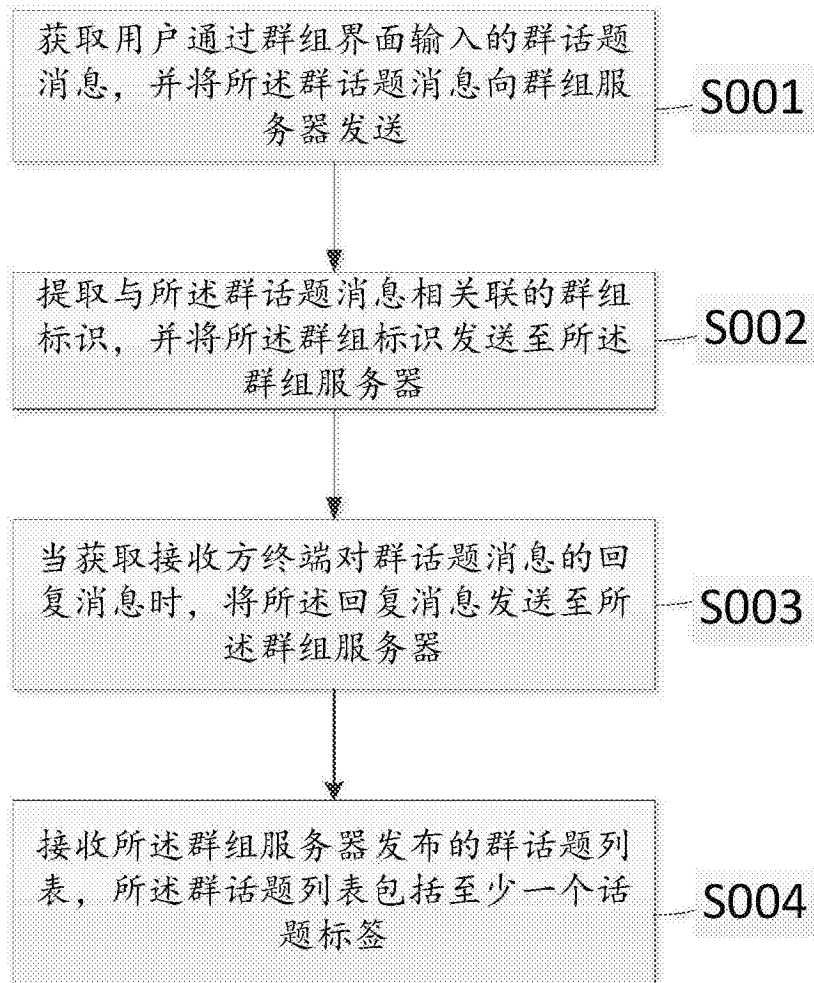 获取用户通过群组界面输入的群话题
消息，并将所述群话题消息向群组服
务器发送
S001
提取与所述群话题消息相关联的群组
标识，并将所述群组标识发送至所述
群组服务器
S002
当获取接收方终端对群话题消息的回
复消息时，将所述回复消息发送至所
述群组服务器
S003
接收所述群组服务器发布的群话题列
表，所述群话题列表包括至少一个话
题标签
S004